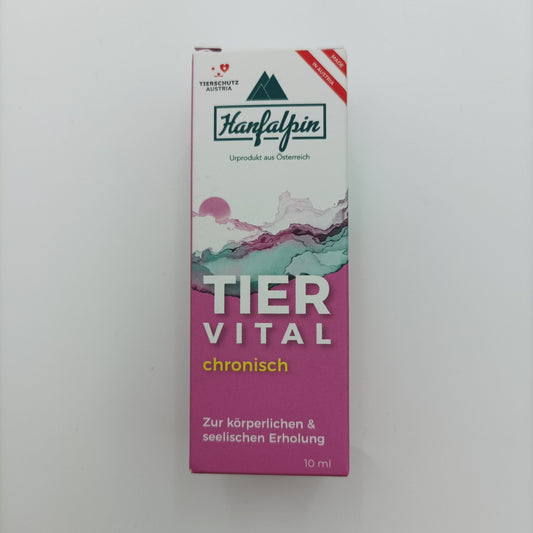 TIERSCHUTZ
AUSTRIA
MADE
IN AUSTRIA
Hanfalpin
Urprodukt aus Österreich
TIER
VITAL
chronisch
Zur körperlichen &
seelischen Erholung
10 ml